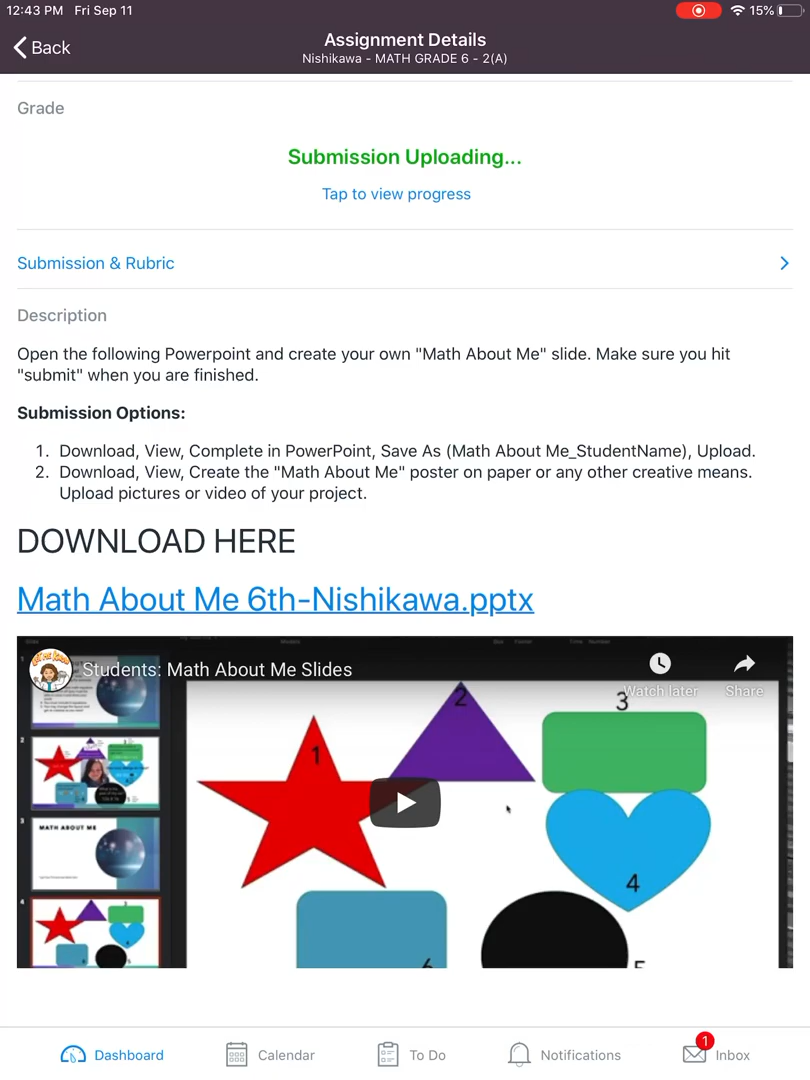 12:43 PM Fri Sep 11
15%
Back
Assignment Details
Nishikawa - MATH GRADE 6 - 2(A)
Grade
Submission Uploading...
Tap to view progress
Submission & Rubric
Description
Open the following Powerpoint and create your own "Math About Me" slide. Make sure you hit
"submit" when you are finished.
Submission Options:
1. Download, View, Complete in PowerPoint, Save As (Math About Me_StudentName), Upload.
2. Download, View, Create the "Math About Me" poster on paper or any other creative means.
Upload pictures or video of your project.
DOWNLOAD HERE
Math About Me 6th-Nishikawa.pptx
Students: Math About Me Slides
Watch later
Share
1
2
3
4
5
6
MATH ABOUT ME
Dashboard
Calendar
To Do
Notifications
1
Inbox